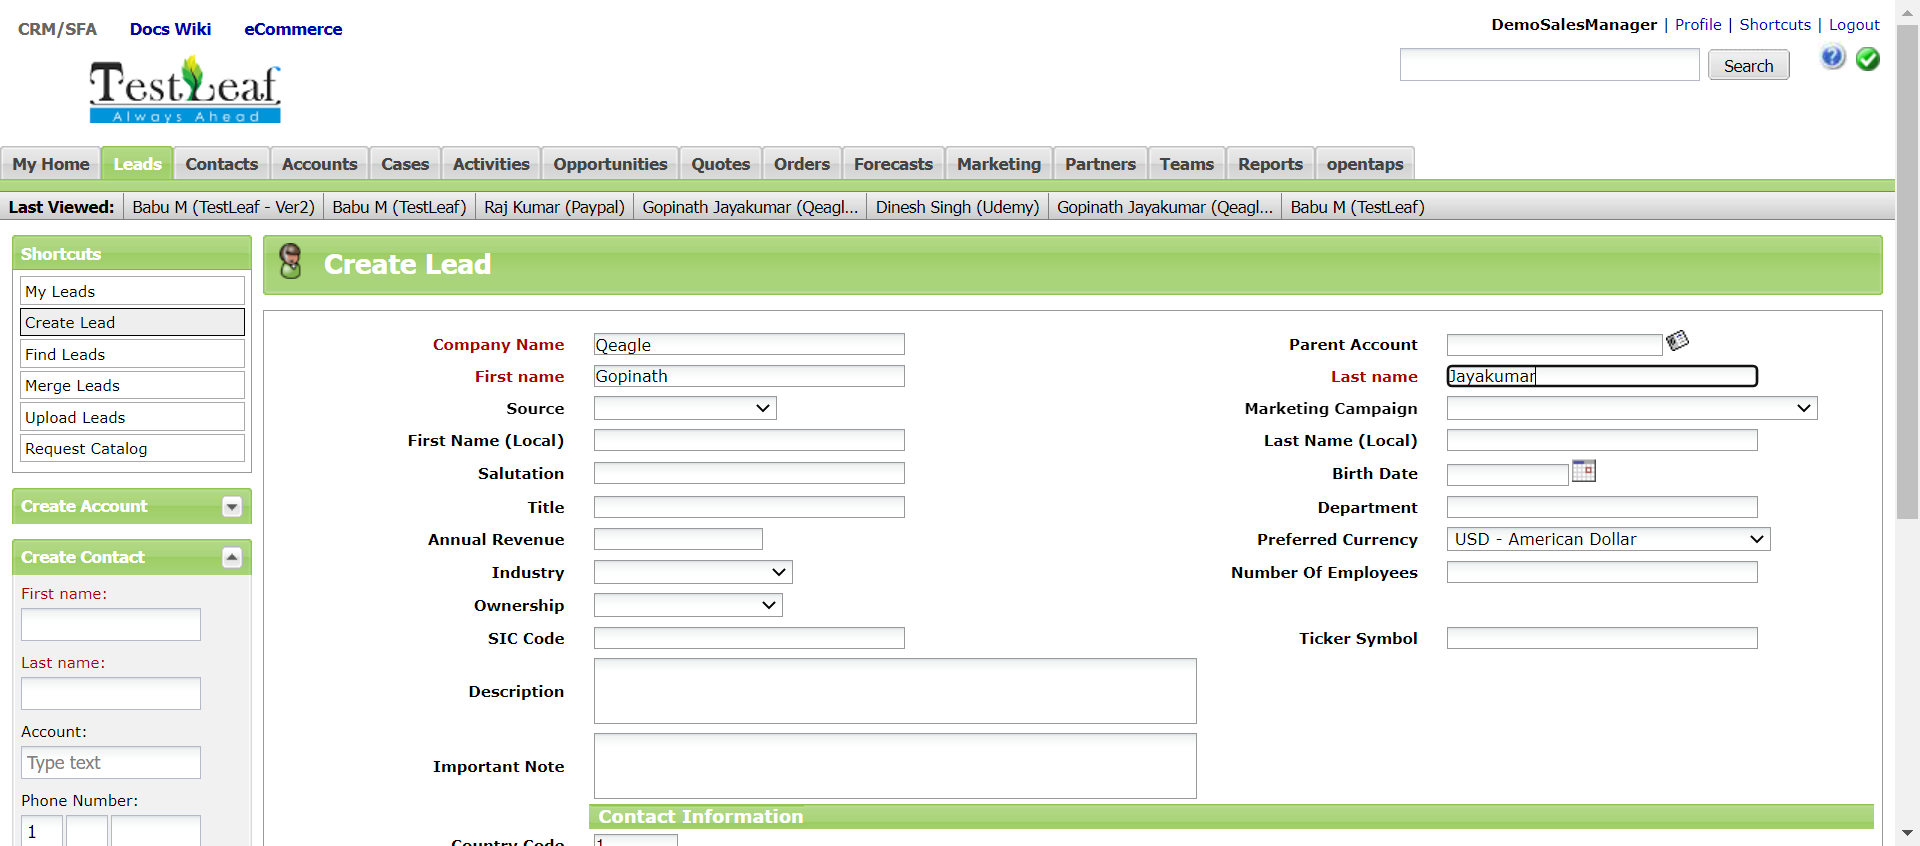 CRM/SFA Docs Wiki eCommerce
DemoSalesManager | Profile | Shortcuts | Logout
Search
TestLeaf
Always Ahead
My Home Leads Contacts Accounts Cases Activities Opportunities Quotes Orders Forecasts Marketing Partners Teams Reports opentaps
Last Viewed: Babu M (TestLeaf - Ver2) Babu M (TestLeaf) Raj Kumar (Paypal) Gopinath Jayakumar (Qeagl... Dinesh Singh (Udemy) Gopinath Jayakumar (Qeagl... Babu M (TestLeaf)
Shortcuts
My Leads
Create Lead
Find Leads
Merge Leads
Upload Leads
Request Catalog
Create Account
Create Contact
First name:
Last name:
Account:
Type text
Phone Number:
1
Create Lead
Company Name Qeagle Parent Account
First name Gopinath Last name Jayakumar
Source Marketing Campaign
First Name (Local) Last Name (Local)
Salutation Birth Date
Title Department
Annual Revenue Preferred Currency USD - American Dollar
Industry Number Of Employees
Ownership
SIC Code Ticker Symbol
Description
Important Note
Contact Information
Country Code 1